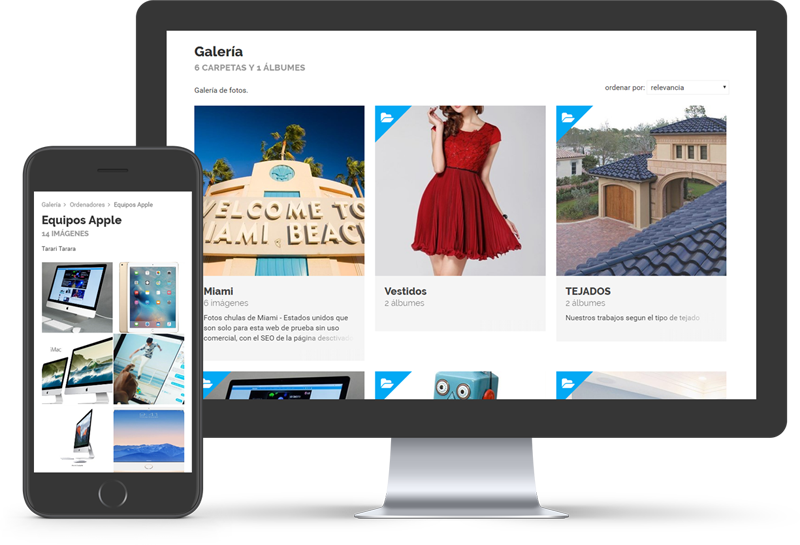 Galería
6 CARPETAS Y 1 ÁLBUMES
Galería de fotos.
ordenar por: relevancia
WELCOME TO
MIAMI BEACH
Miami
6 imágenes
Fotos chulas de Miami - Estados unidos que
son solo para esta web de prueba sin uso
comercial, con el SEO de la página desctivan
Vestidos
2 álbumes
TEJADOS
2 álbumes
Nuestros trabajos segun el tipo de tejado
Galería > Ordenadores > Equipos Apple
Equipos Apple
14 IMÁGENES
Tarari Tarara
iMac